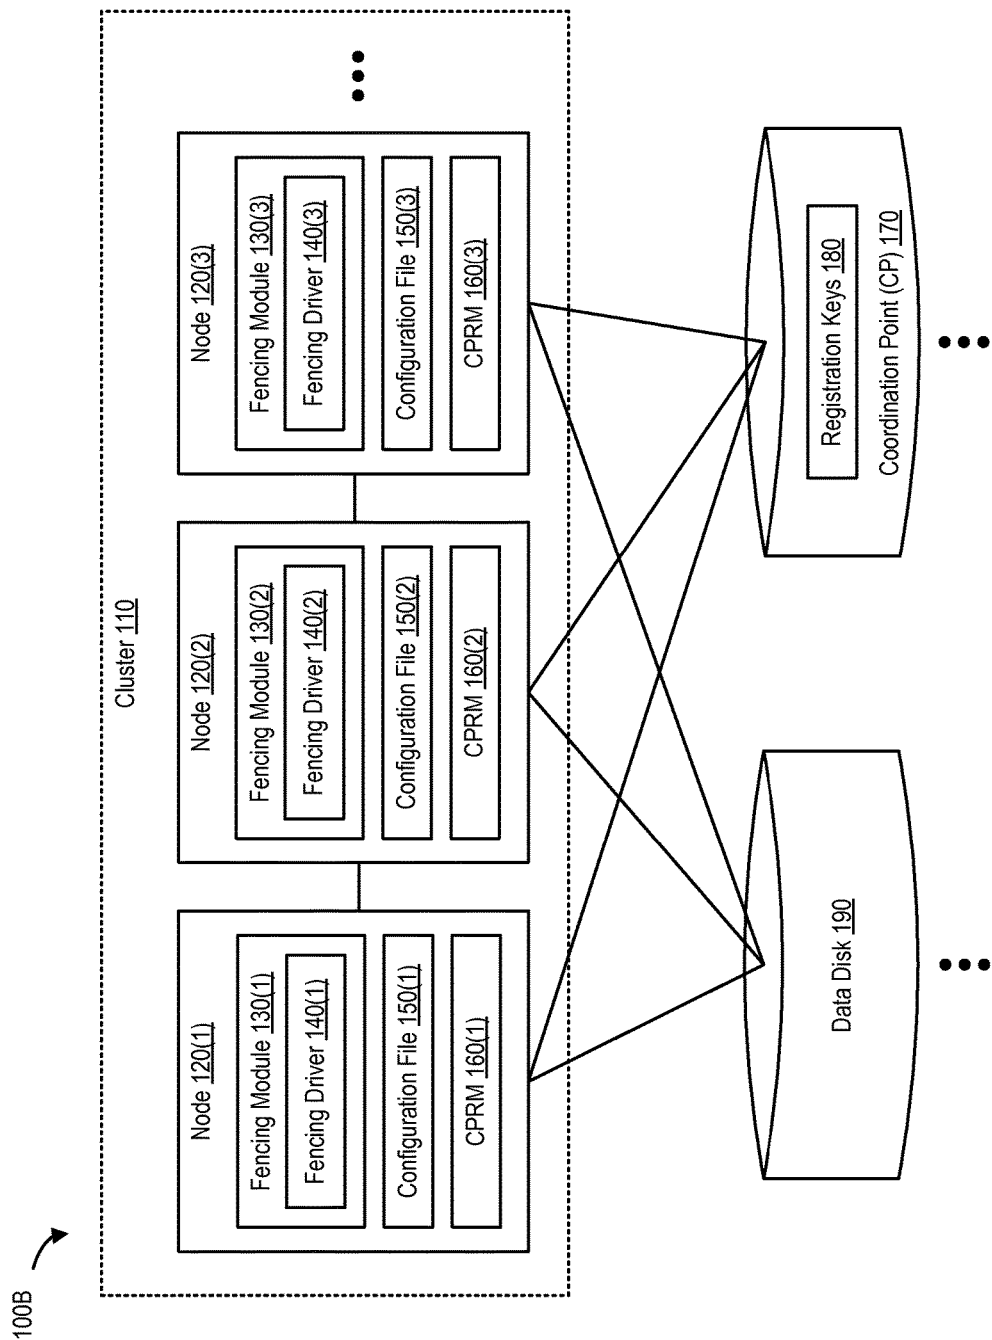 100B
Cluster 110
Node 120(1)
Fencing Module 130(1)
Fencing Driver 140(1)
Configuration File 150(1)
CPRM 160(1)
Node 120(2)
Fencing Module 130(2)
Fencing Driver 140(2)
Configuration File 150(2)
CPRM 160(2)
Node 120(3)
Fencing Module 130(3)
Fencing Driver 140(3)
Configuration File 150(3)
CPRM 160(3)
Data Disk 190
Registration Keys 180
Coordination Point (CP) 170